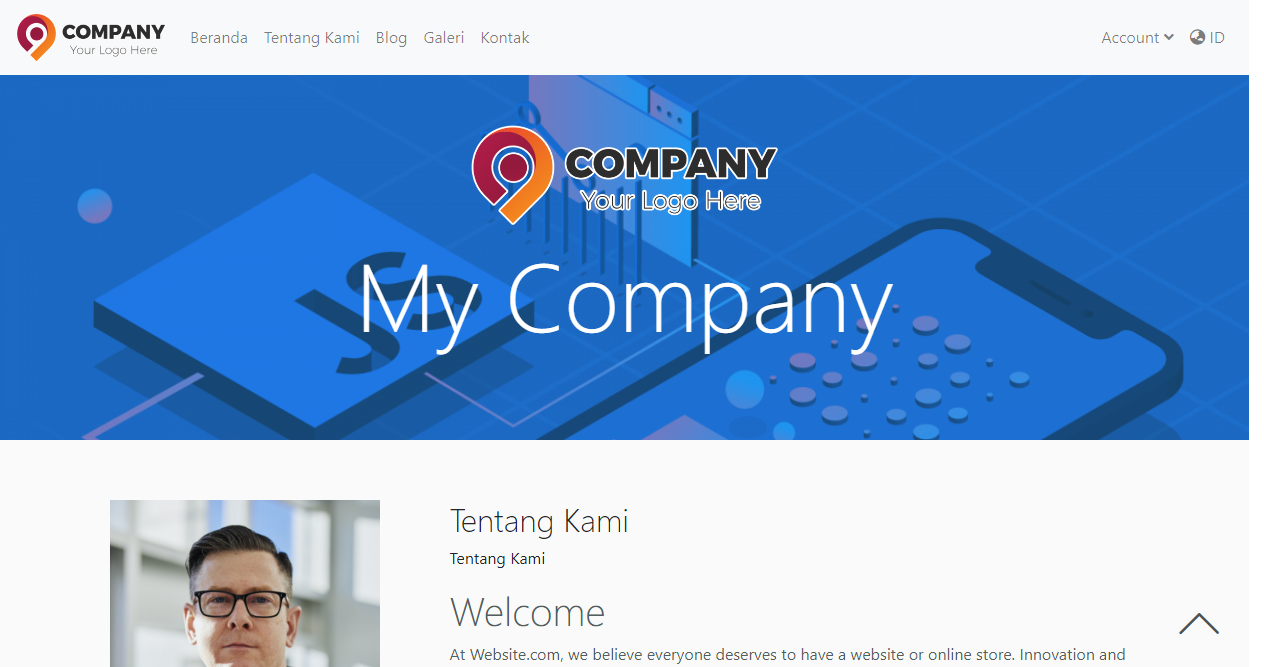 COMPANY
Your Logo Here
Beranda Tentang Kami Blog Galeri Kontak Account ID
COMPANY
Your Logo Here
My Company
Tentang Kami
Tentang Kami
Welcome
At Website.com, we believe everyone deserves to have a website or online store. Innovation and